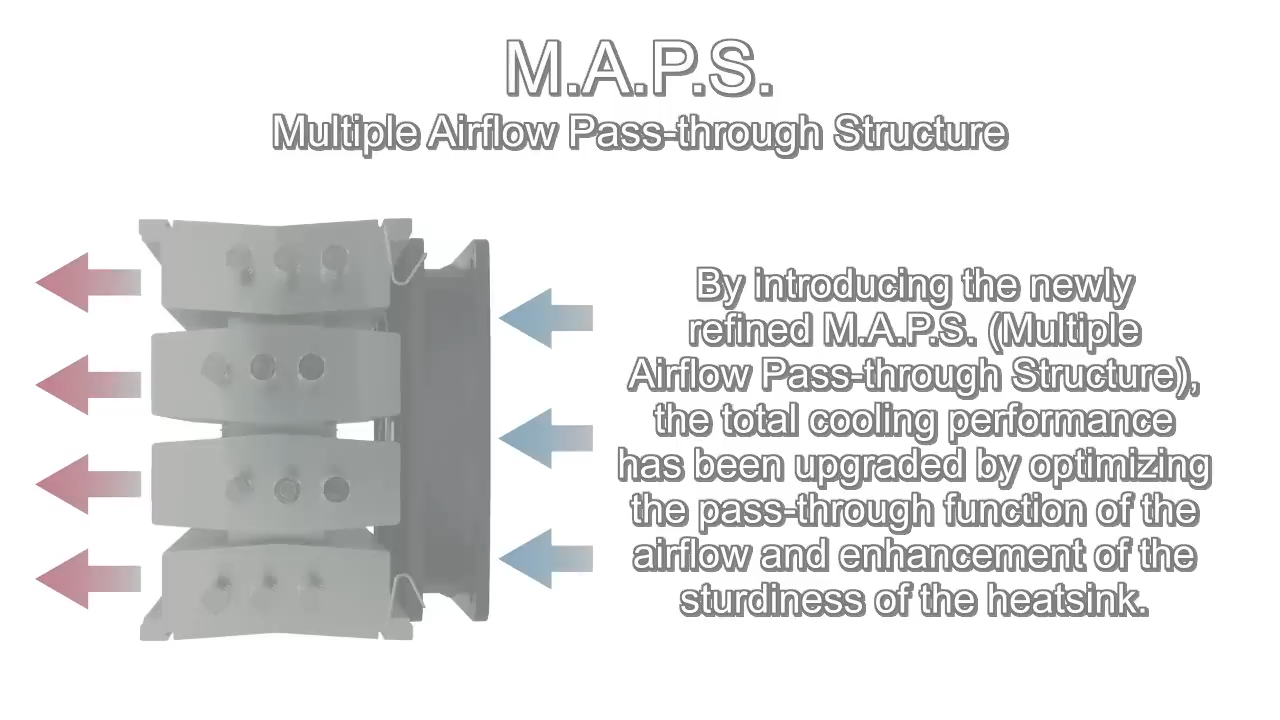 M.A.P.S.
Multiple Airflow Pass-through Structure
By introducing the newly
refined M.A.P.S. (Multiple
Airflow Pass-through Structure),
the total cooling performance
has been upgraded by optimizing
the pass-through function of the
airflow and enhancement of the
sturdiness of the heatsink.